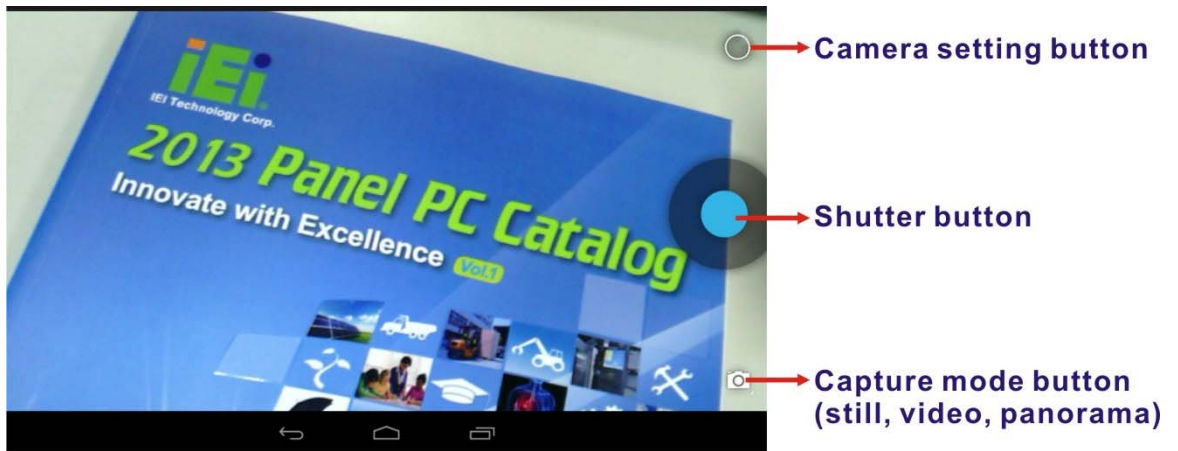 iEi
IEI Technology Corp.
2013 Panel PC Catalog
Innovate with Excellence Vol.1
Camera setting button
Shutter button
Capture mode button
(still, video, panorama)